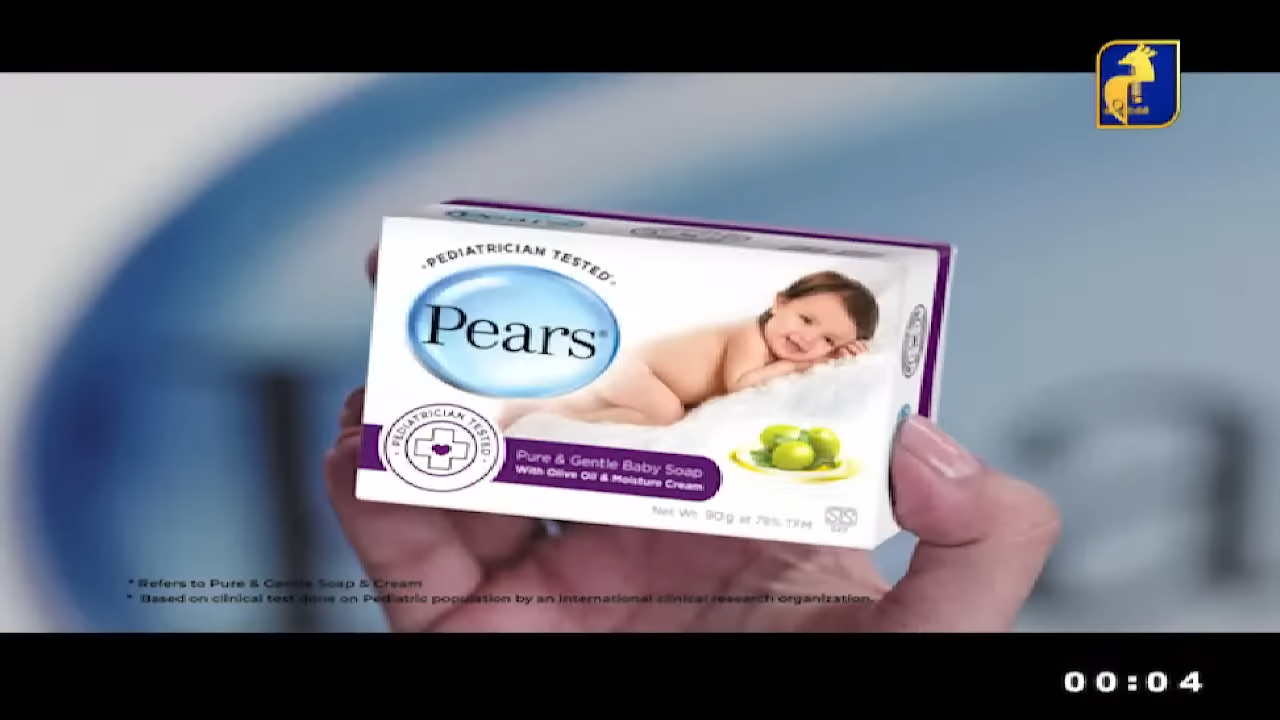 PEDIATRICIAN TESTED
Pears
PEDIATRICIAN TESTED
Pure & Gentle Baby Soap
With Olive Oil & Moisture Cream
Net Wt. 90g at 78% TFM
SLS
* Refers to Pure & Gentle Soap & Cream
* Based on clinical test done on Pediatric population by an international clinical research organization.
00:04